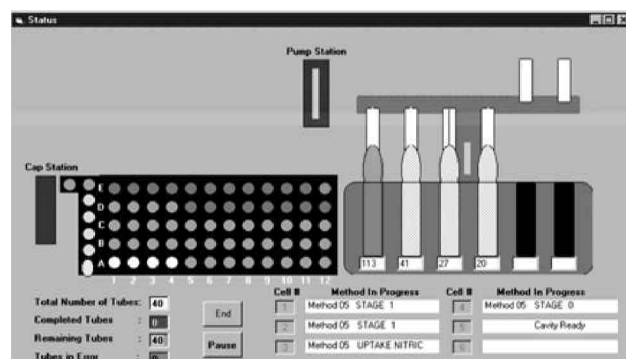 Status
Pump Station
Cap Station
E
D
C
B
A
1 2 3 4 5 6 7 8 9 10 11 12
113 41 27 20
Cell # Method In Progress Cell # Method In Progress
1 Method 05 STAGE 1 4 Method 05 STAGE 0
2 Method 05 STAGE 1 5 Cavity Ready
3 Method 05 UPTAKE NITRIC 6
Total Number of Tubes: 40
Completed Tubes : 0
Remaining Tubes : 40
Tubes in Error
End
Pause